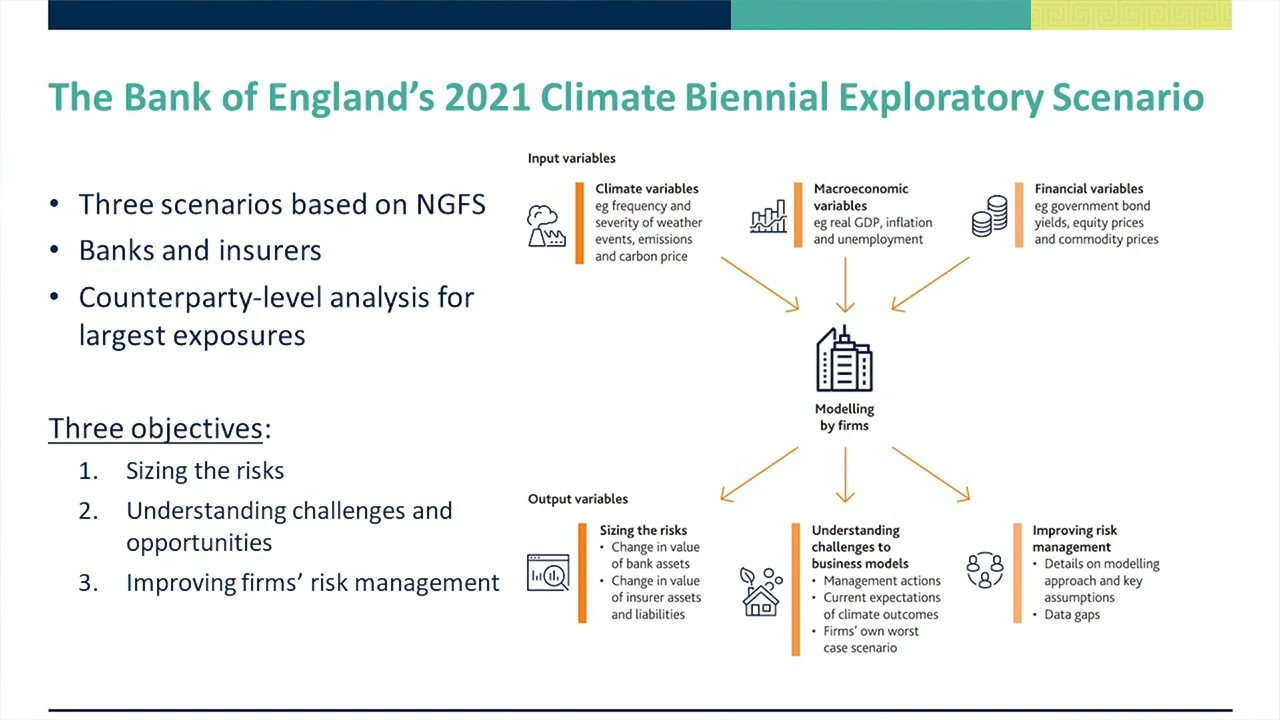 The Bank of England’s 2021 Climate Biennial Exploratory Scenario
• Three scenarios based on NGFS
• Banks and insurers
• Counterparty-level analysis for
largest exposures
Three objectives:
1. Sizing the risks
2. Understanding challenges and
opportunities
3. Improving firms’ risk management
Input variables
Climate variables
eg frequency and
severity of weather
events, emissions
and carbon price
Macroeconomic
variables
eg real GDP, inflation
and unemployment
Financial variables
eg government bond
yields, equity prices
and commodity prices
Modelling
by firms
Output variables
Sizing the risks
• Change in value
of bank assets
• Change in value
of insurer assets
and liabilities
Understanding
challenges to
business models
• Management actions
• Current expectations
of climate outcomes
• Firms’ own worst
case scenario
Improving risk
management
• Details on modelling
approach and key
assumptions
• Data gaps